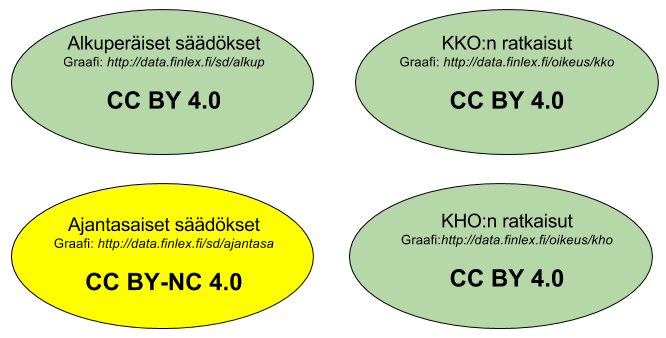 Alkuperäiset säädökset
Graafi: http://data.finlex.fi/sd/alkup
CC BY 4.0
KKO:n ratkaisut
Graafi: http://data.finlex.fi/oikeus/kko
CC BY 4.0
Ajantasaiset säädökset
Graafi: http://data.finlex.fi/sd/ajantasa
CC BY-NC 4.0
KHO:n ratkaisut
Graafi:http://data.finlex.fi/oikeus/kho
CC BY 4.0